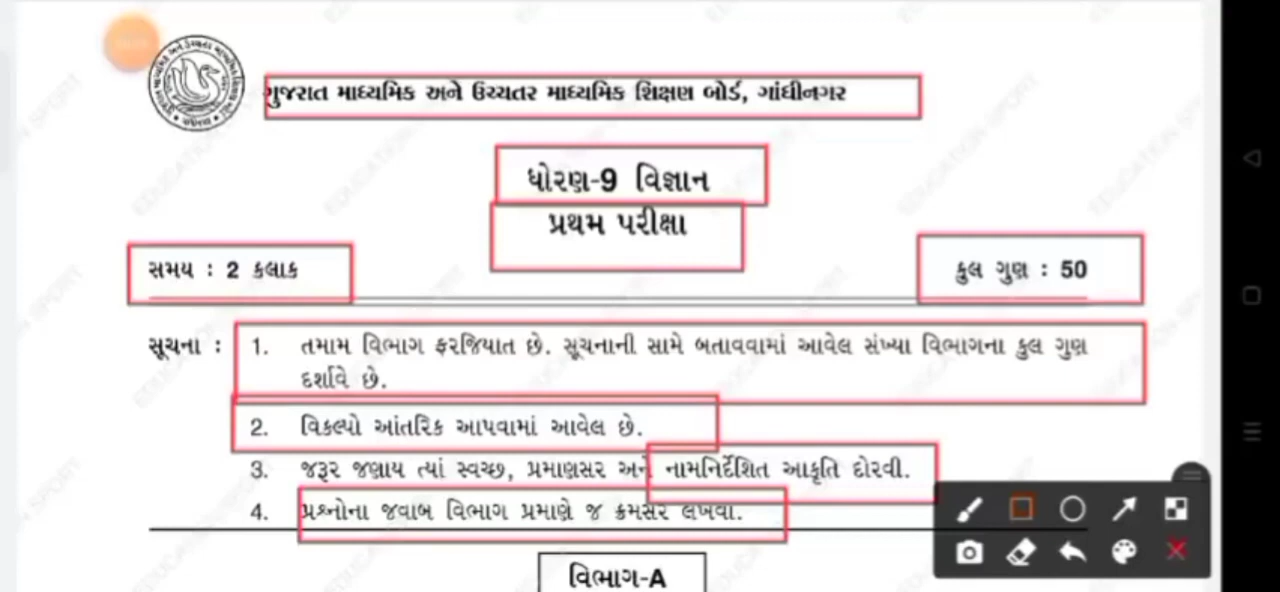 ગુજરાત માધ્યમિક અને ઉચ્ચતર માધ્યમિક શિક્ષણ બોર્ડ, ગાંધીનગર
ધોરણ-9 વિજ્ઞાન
પ્રથમ પરીક્ષા
સમય : 2 કલાક કુલ ગુણ : 50
સૂચના : 1. તમામ વિભાગ ફરજિયાત છે. સૂચનાની સામે બતાવવામાં આવેલ સંખ્યા વિભાગના કુલ ગુણ
દર્શાવે છે.
2. વિકલ્પો આંતરિક આપવામાં આવેલ છે.
3. જરૂર જણાય ત્યાં સ્વચ્છ, પ્રમાણસર અને નામનિર્દેશિત આકૃતિ દોરવી.
4. પ્રશ્નોના જવાબ વિભાગ પ્રમાણે જ ક્રમસર લખવા.
વિભાગ-A